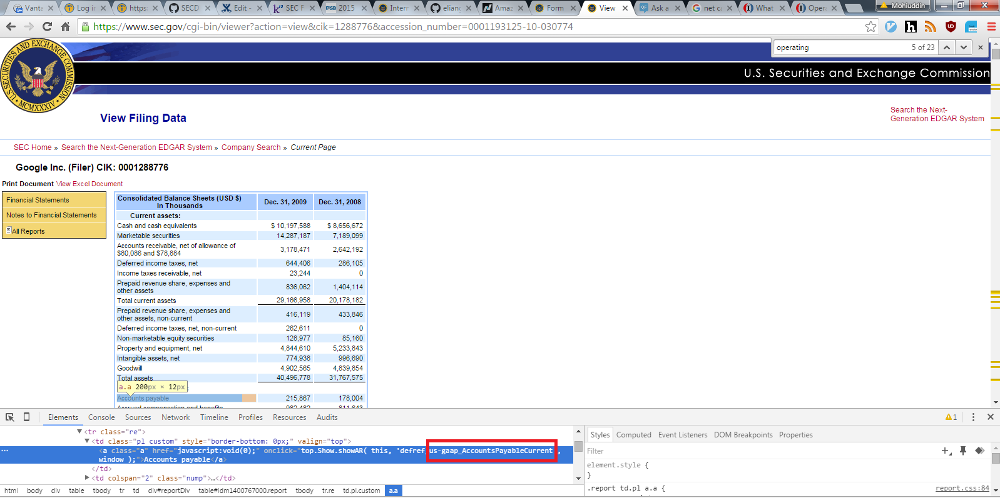 Vanta
Log in
https:
SECD
Edit -
SEC F
2015
Intern
eliang
Amaz
Form
View
Ask a
net ca
What
Oper
Mohiuddin
https://www.sec.gov/cgi-bin/viewer?action=view&cik=1288776&accession_number=0001193125-10-030774
operating 5 of 23
U.S. Securities and Exchange Commission
View Filing Data
Search the Next-
Generation EDGAR System
SEC Home » Search the Next-Generation EDGAR System » Company Search » Current Page
Google Inc. (Filer) CIK: 0001288776
Print Document View Excel Document
Financial Statements
Notes to Financial Statements
All Reports
Consolidated Balance Sheets (USD $)
In Thousands
Dec. 31, 2009 Dec. 31, 2008
Current assets:
Cash and cash equivalents $ 10,197,588 $ 8,656,672
Marketable securities 14,287,187 7,189,099
Accounts receivable, net of allowance of
$80,086 and $78,884 3,178,471 2,642,192
Deferred income taxes, net 644,406 286,105
Income taxes receivable, net 23,244 0
Prepaid revenue share, expenses and
other assets 836,062 1,404,114
Total current assets 29,166,958 20,178,182
Prepaid revenue share, expenses and
other assets, non-current 416,119 433,846
Deferred income taxes, net, non-current 262,611 0
Non-marketable equity securities 128,977 85,160
Property and equipment, net 4,844,610 5,233,843
Intangible assets, net 774,938 996,690
Goodwill 4,902,565 4,839,854
Total assets 40,496,778 31,767,575
a.a 200px × 12px
Accounts payable 215,867 178,004
Accrued compensation and benefits 982,482 811,643
Elements Console Sources Network Timeline Profiles Resources Audits
1
<tr class="re">
<td class="pl custom" style="border-bottom: 0px;" valign="top">
<a class="a" href="javascript:void(0);" onclick="top.Show.showAR( this, 'defref_us-gaap_AccountsPayableCurrent',
window );">Accounts payable</a>
</td>
<td colspan="2" class="nump">…</td>
html body div table tbody tr td div#reportDiv table#idm1400767000.report tbody tr.re td.pl.custom a.a
Styles Computed Event Listeners DOM Breakpoints Properties
Filter
element.style {
}
.report td.pl a.a {
report.css:84